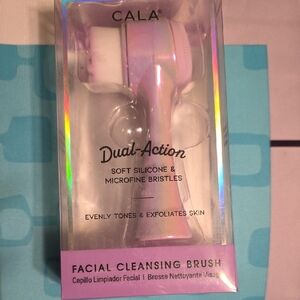 CALA®
Dual-Action
SOFT SILICONE &
MICROFINE BRISTLES
EVENLY TONES & EXFOLIATES SKIN
FACIAL CLEANSING BRUSH
Cepillo Limpiador Facial | Brosse Nettoyante Visage